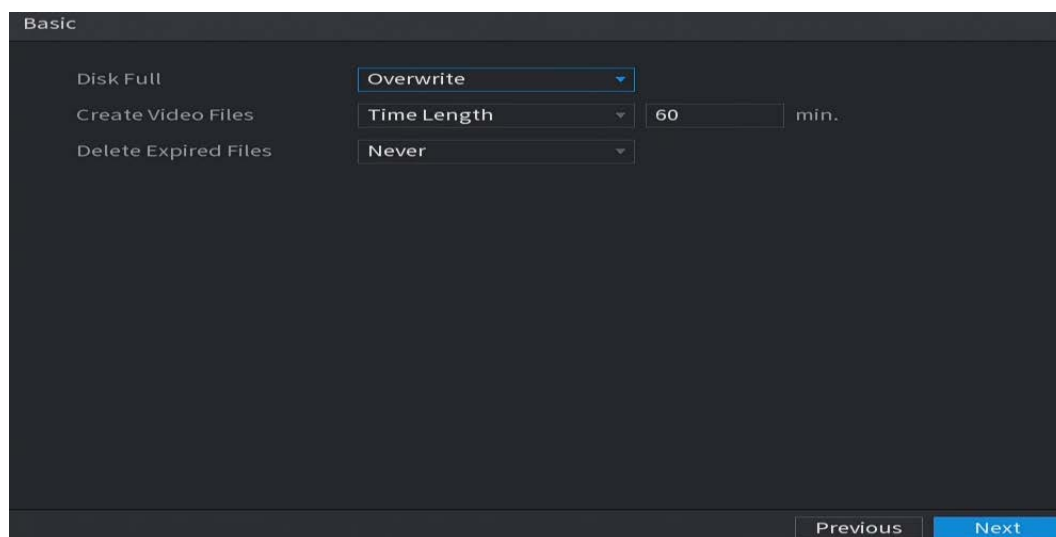 Basic
Disk Full Overwrite
Create Video Files Time Length 60 min.
Delete Expired Files Never
Previous Next